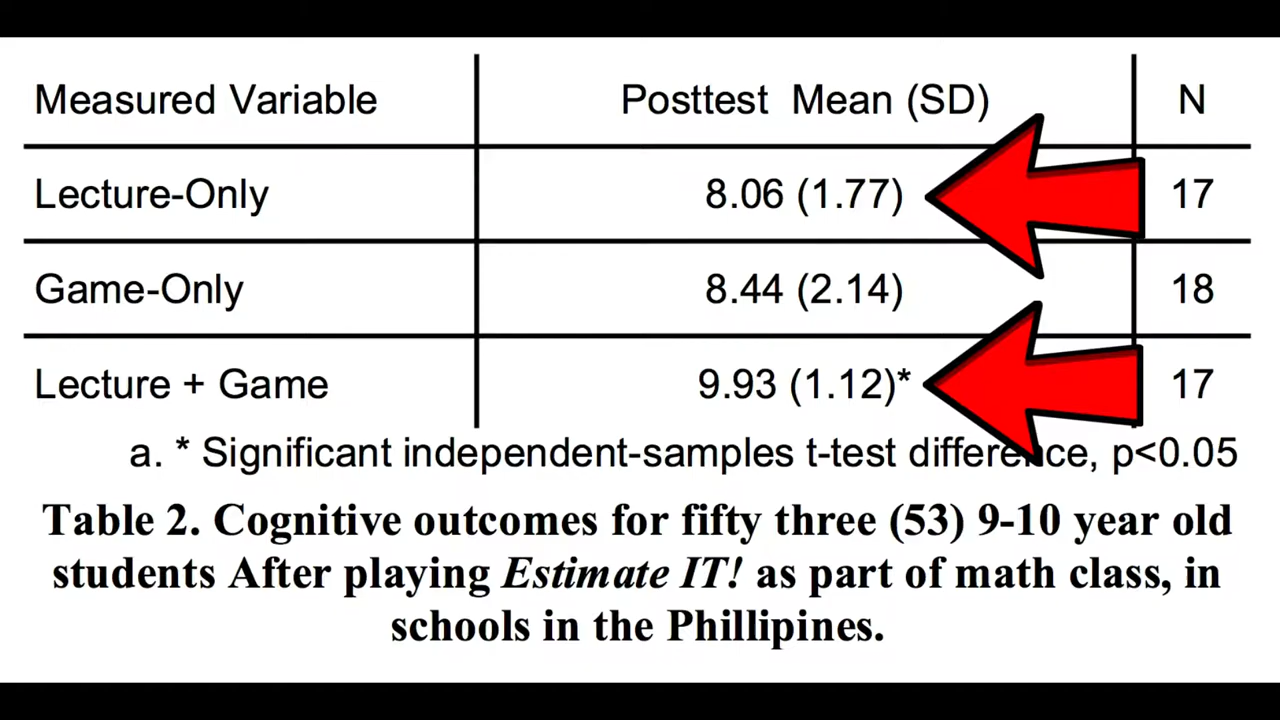 Measured Variable Posttest Mean (SD) N
Lecture-Only 8.06 (1.77) 17
Game-Only 8.44 (2.14) 18
Lecture + Game 9.93 (1.12)* 17
a. * Significant independent-samples t-test difference, p<0.05
Table 2. Cognitive outcomes for fifty three (53) 9-10 year old
students After playing Estimate IT! as part of math class, in
schools in the Phillipines.